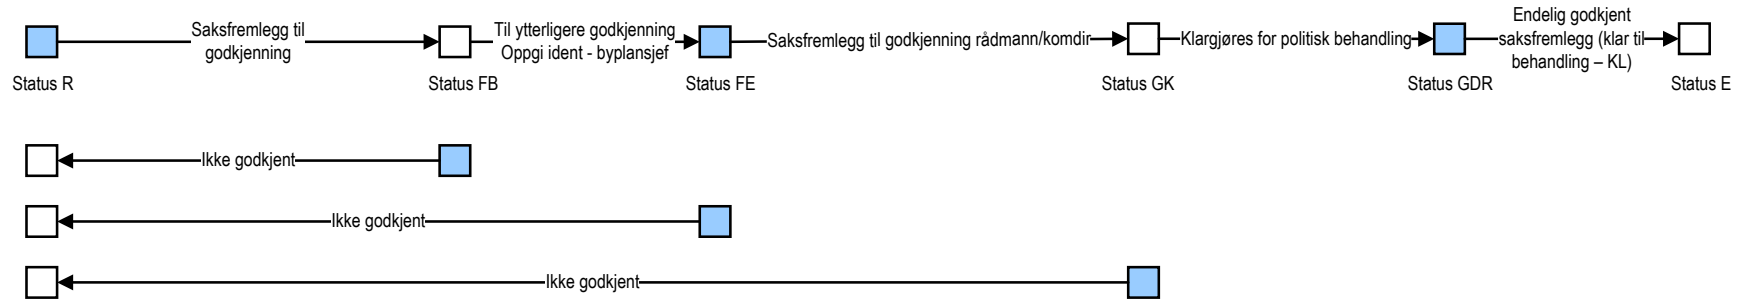 Saksfremlegg til
godkjenning
Til ytterligere godkjenning
Oppgi ident - byplansjef
Saksfremlegg til godkjenning rådmann/komdir
Klargjøres for politisk behandling
Endelig godkjent
saksfremlegg (klar til
behandling – KL)
Status R
Status FB
Status FE
Status GK
Status GDR
Status E
Ikke godkjent
Ikke godkjent
Ikke godkjent